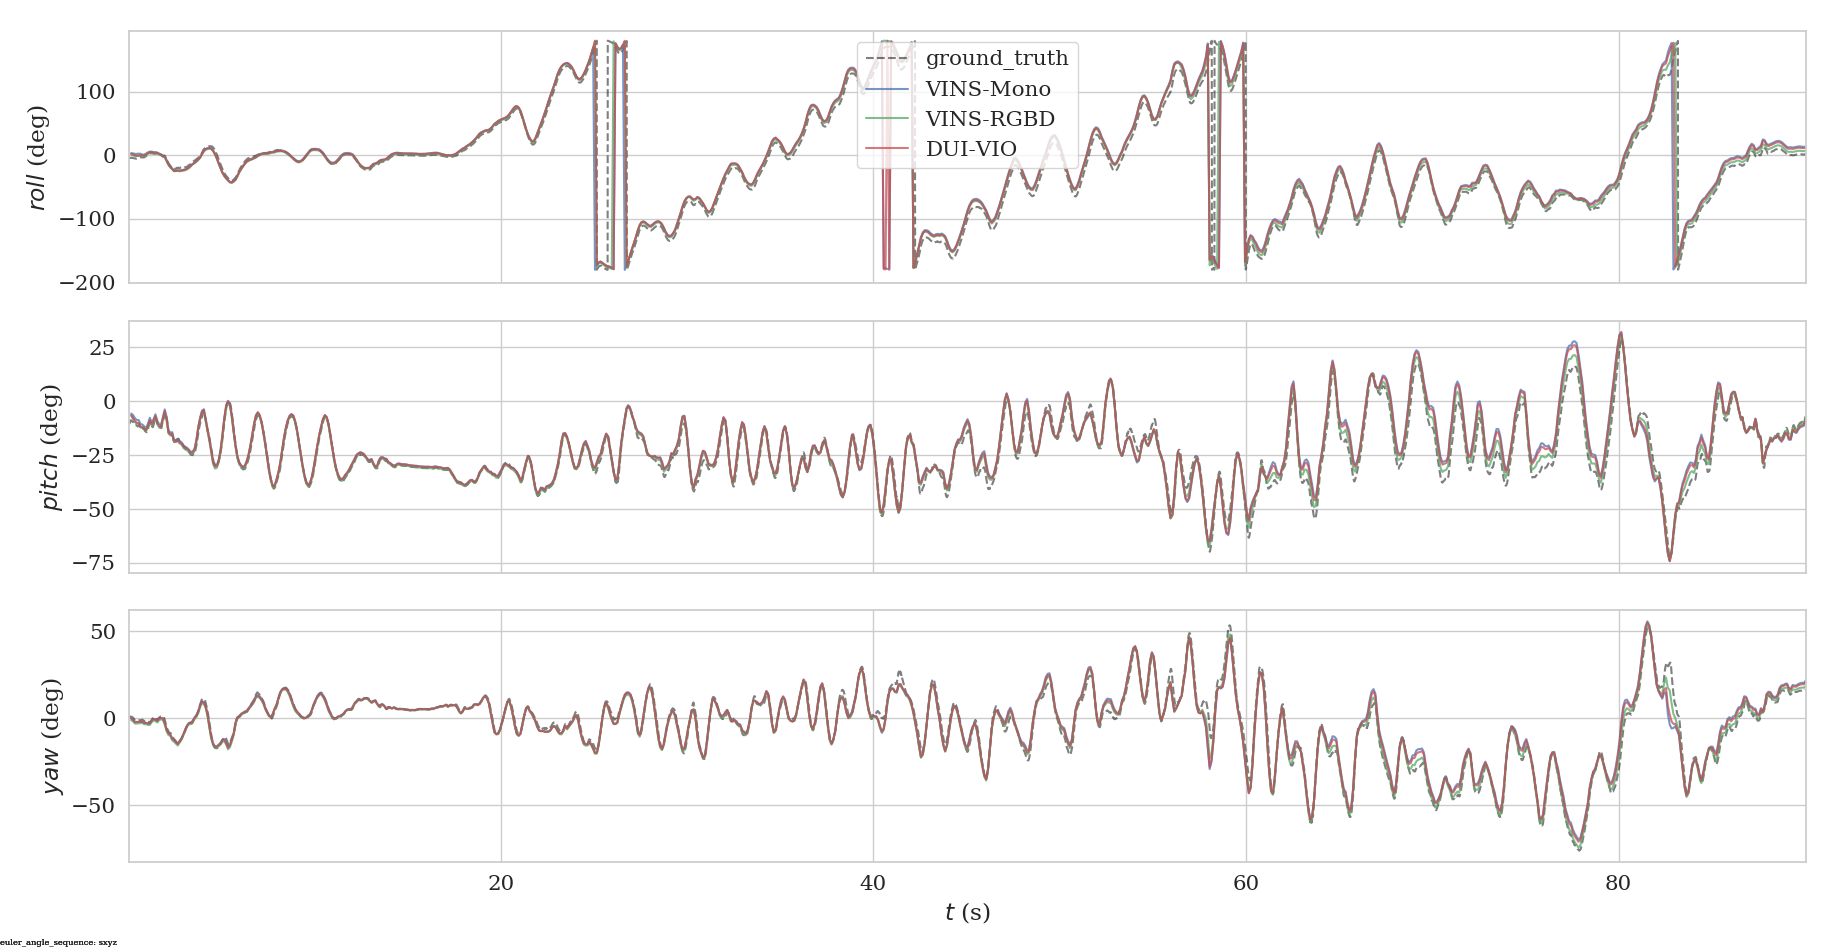 ground_truth
VINS-Mono
VINS-RGBD
DUI-VIO
roll (deg)
100
0
−100
−200
pitch (deg)
25
0
−25
−50
−75
yaw (deg)
50
0
−50
20 40 60 80
t (s)
euler_angle_sequence: sxyz